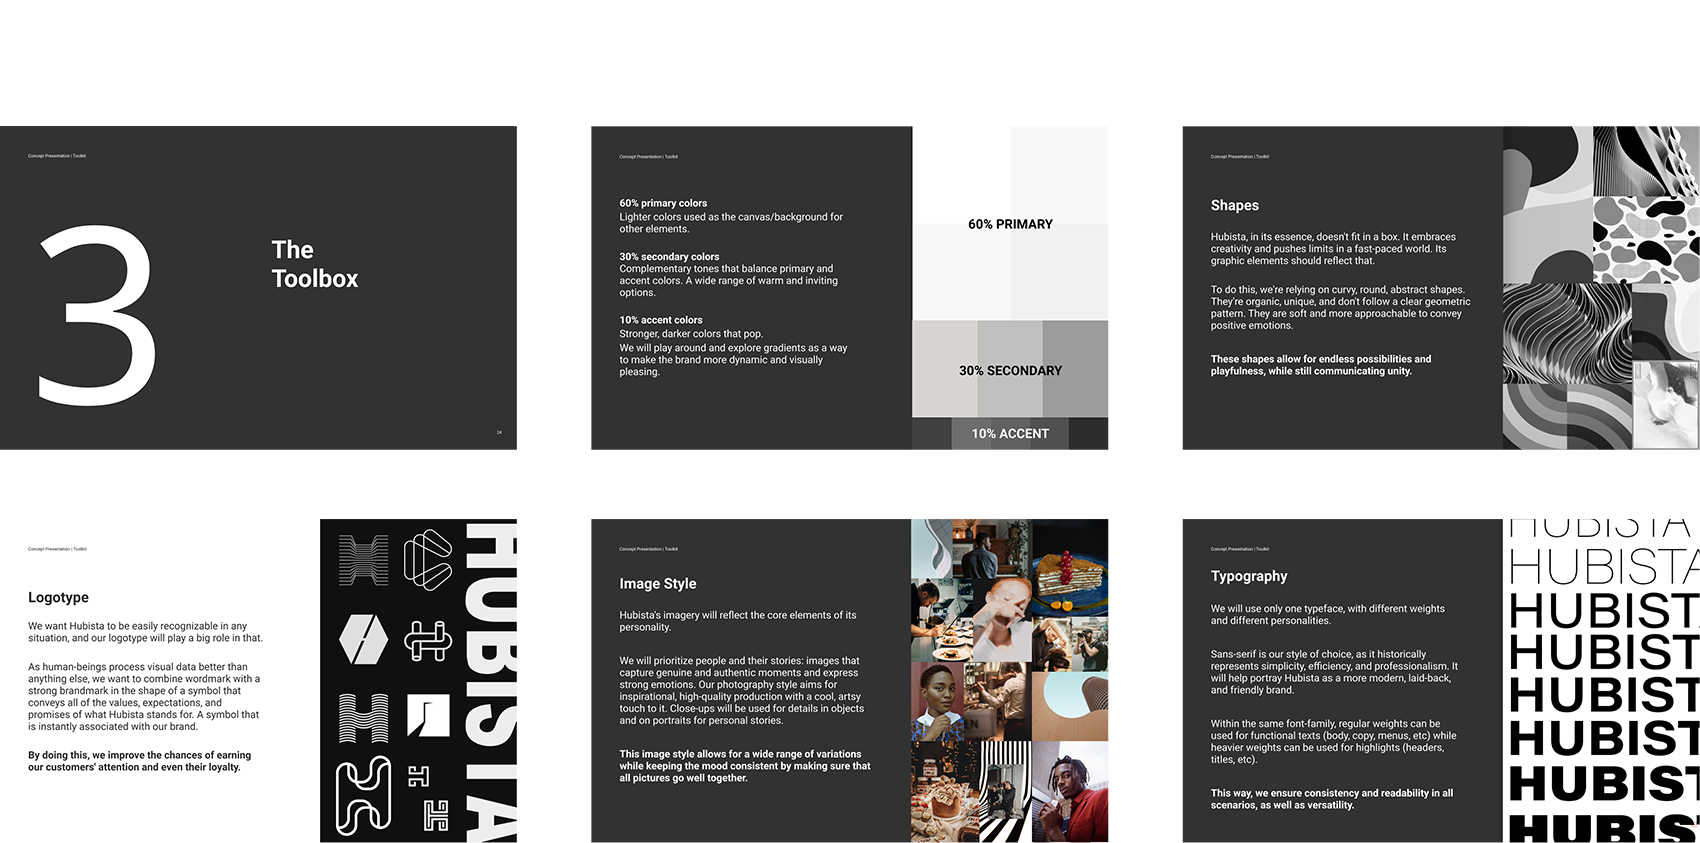 Concept Presentation | Toolkit
3
The
Toolbox
24
Concept Presentation | Toolkit
60% primary colors
Lighter colors used as the canvas/background for
other elements.
30% secondary colors
Complementary tones that balance primary and
accent colors. A wide range of warm and inviting
options.
10% accent colors
Stronger, darker colors that pop.
We will play around and explore gradients as a way
to make the brand more dynamic and visually
pleasing.
60% PRIMARY
30% SECONDARY
10% ACCENT
Concept Presentation | Toolkit
Shapes
Hubista, in its essence, doesn't fit in a box. It embraces
creativity and pushes limits in a fast-paced world. Its
graphic elements should reflect that.
To do this, we're relying on curvy, round, abstract shapes.
They're organic, unique, and don't follow a clear geometric
pattern. They are soft and more approachable to convey
positive emotions.
These shapes allow for endless possibilities and
playfulness, while still communicating unity.
Concept Presentation | Toolkit
Logotype
We want Hubista to be easily recognizable in any
situation, and our logotype will play a big role in that.
As human-beings process visual data better than
anything else, we want to combine wordmark with a
strong brandmark in the shape of a symbol that
conveys all of the values, expectations, and
promises of what Hubista stands for. A symbol that
is instantly associated with our brand.
By doing this, we improve the chances of earning
our customers' attention and even their loyalty.
HUBISTA
Concept Presentation | Toolkit
Image Style
Hubista's imagery will reflect the core elements of its
personality.
We will prioritize people and their stories: images that
capture genuine and authentic moments and express
strong emotions. Our photography style aims for
inspirational, high-quality production with a cool, artsy
touch to it. Close-ups will be used for details in objects
and on portraits for personal stories.
This image style allows for a wide range of variations
while keeping the mood consistent by making sure that
all pictures go well together.
Concept Presentation | Toolkit
Typography
We will use only one typeface, with different weights
and different personalities.
Sans-serif is our style of choice, as it historically
represents simplicity, efficiency, and professionalism. It
will help portray Hubista as a more modern, laid-back,
and friendly brand.
Within the same font-family, regular weights can be
used for functional texts (body, copy, menus, etc) while
heavier weights can be used for highlights (headers,
titles, etc).
This way, we ensure consistency and readability in all
scenarios, as well as versatility.
HUBISTA
HUBISTA
HUBIST
HUBIST
HUBIST
HUBIST
HUBIST
HUBIS